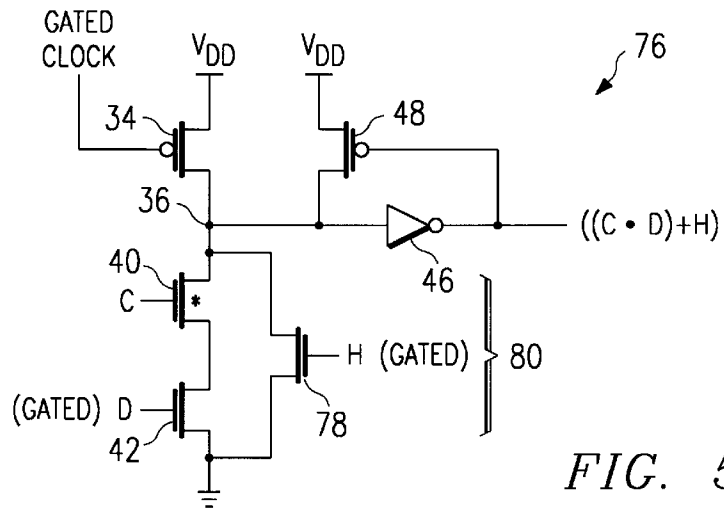 GATED
CLOCK
V_DD
V_DD
76
34
48
36
((C • D)+H)
40
46
C
*
H (GATED)
80
(GATED) D
42
78
FIG. 5